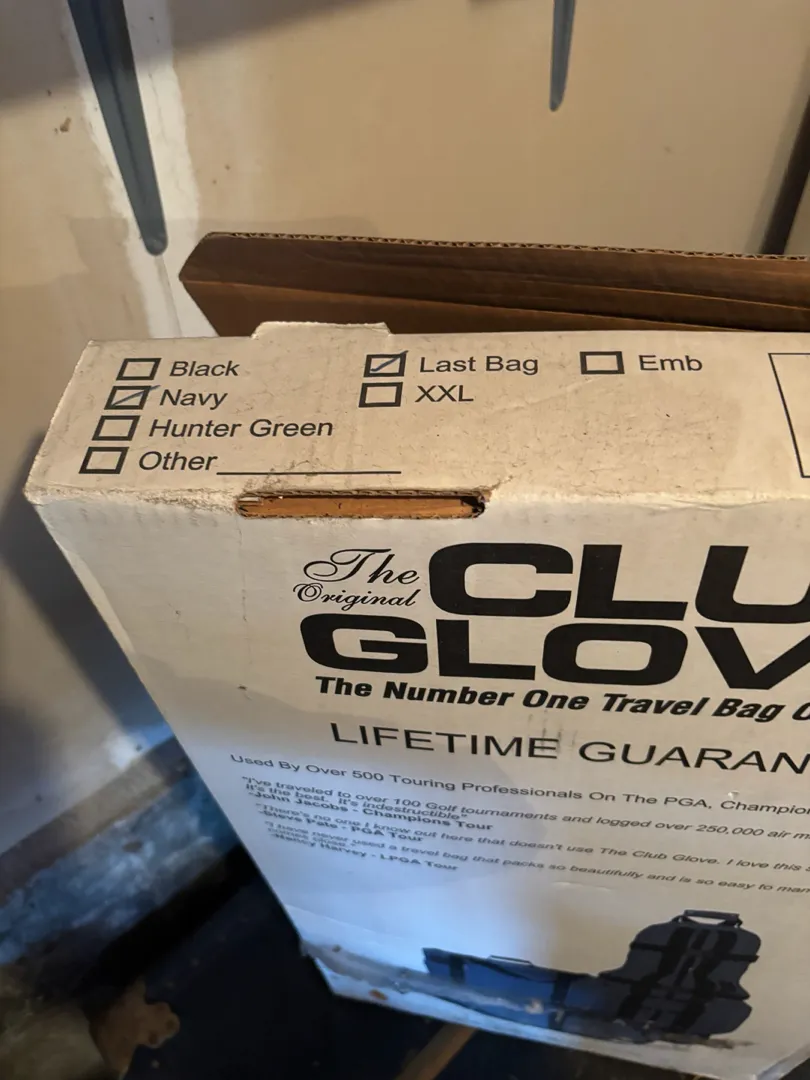 Black
Navy
Hunter Green
Other
Last Bag
XXL
Emb
The Original
CLU
GLOV
The Number One Travel Bag
LIFETIME GUARAN
Used By Over 500 Touring Professionals On The PGA, Champion
"I've traveled to over 100 Golf tournaments and logged over 250,000 air m
it's the best. It's indestructible"
-John Jacobs - Champions Tour
"There's no one I know out here that doesn't use The Club Glove. I love this
- PGA Tour
"I have never used a travel bag that packs so beautifully and is so easy to
-Nancy Harvey - LPGA Tour